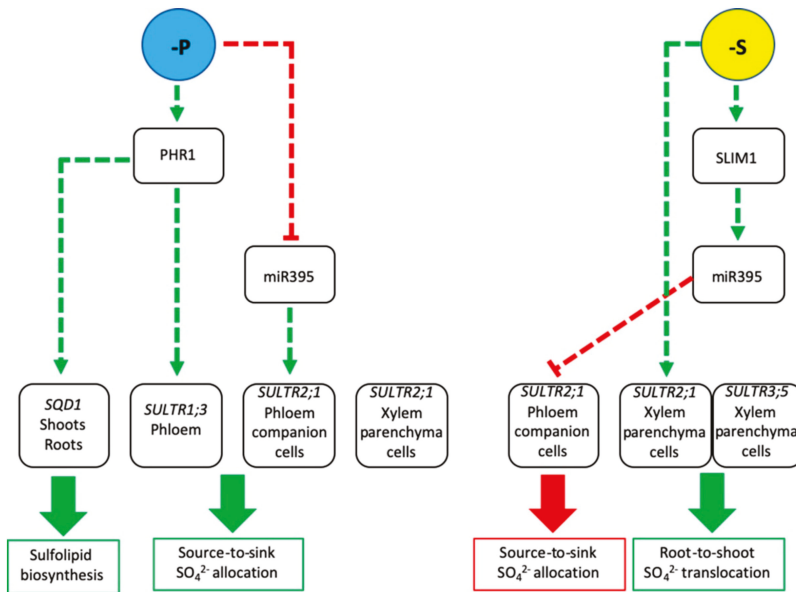 -P
-S
PHR1
SLIM1
miR395
miR395
SQD1
Shoots
Roots
SULTR1;3
Phloem
SULTR2;1
Phloem
companion
cells
SULTR2;1
Xylem
parenchyma
cells
SULTR2;1
Phloem
companion
cells
SULTR2;1
Xylem
parenchyma
cells
SULTR3;5
Xylem
parenchyma
cells
Sulfolipid
biosynthesis
Source-to-sink
SO₄²⁻ allocation
Source-to-sink
SO₄²⁻ allocation
Root-to-shoot
SO₄²⁻ translocation